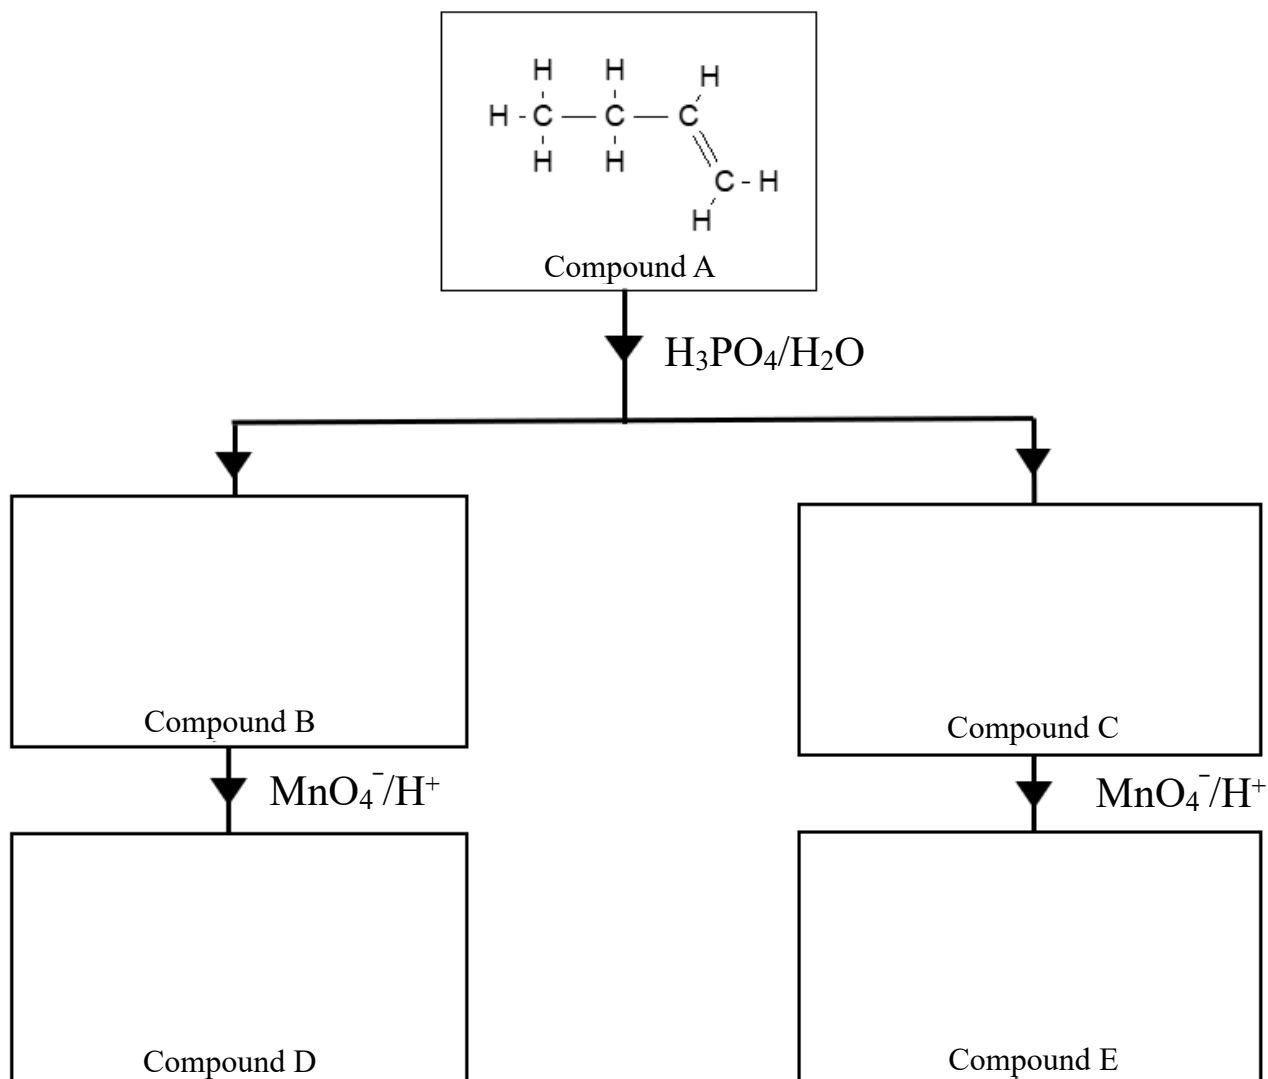 H H H
H - C — C — C
H H C - H
H
Compound A
H₃PO₄/H₂O
Compound B
Compound C
MnO₄⁻/H⁺
MnO₄⁻/H⁺
Compound D
Compound E